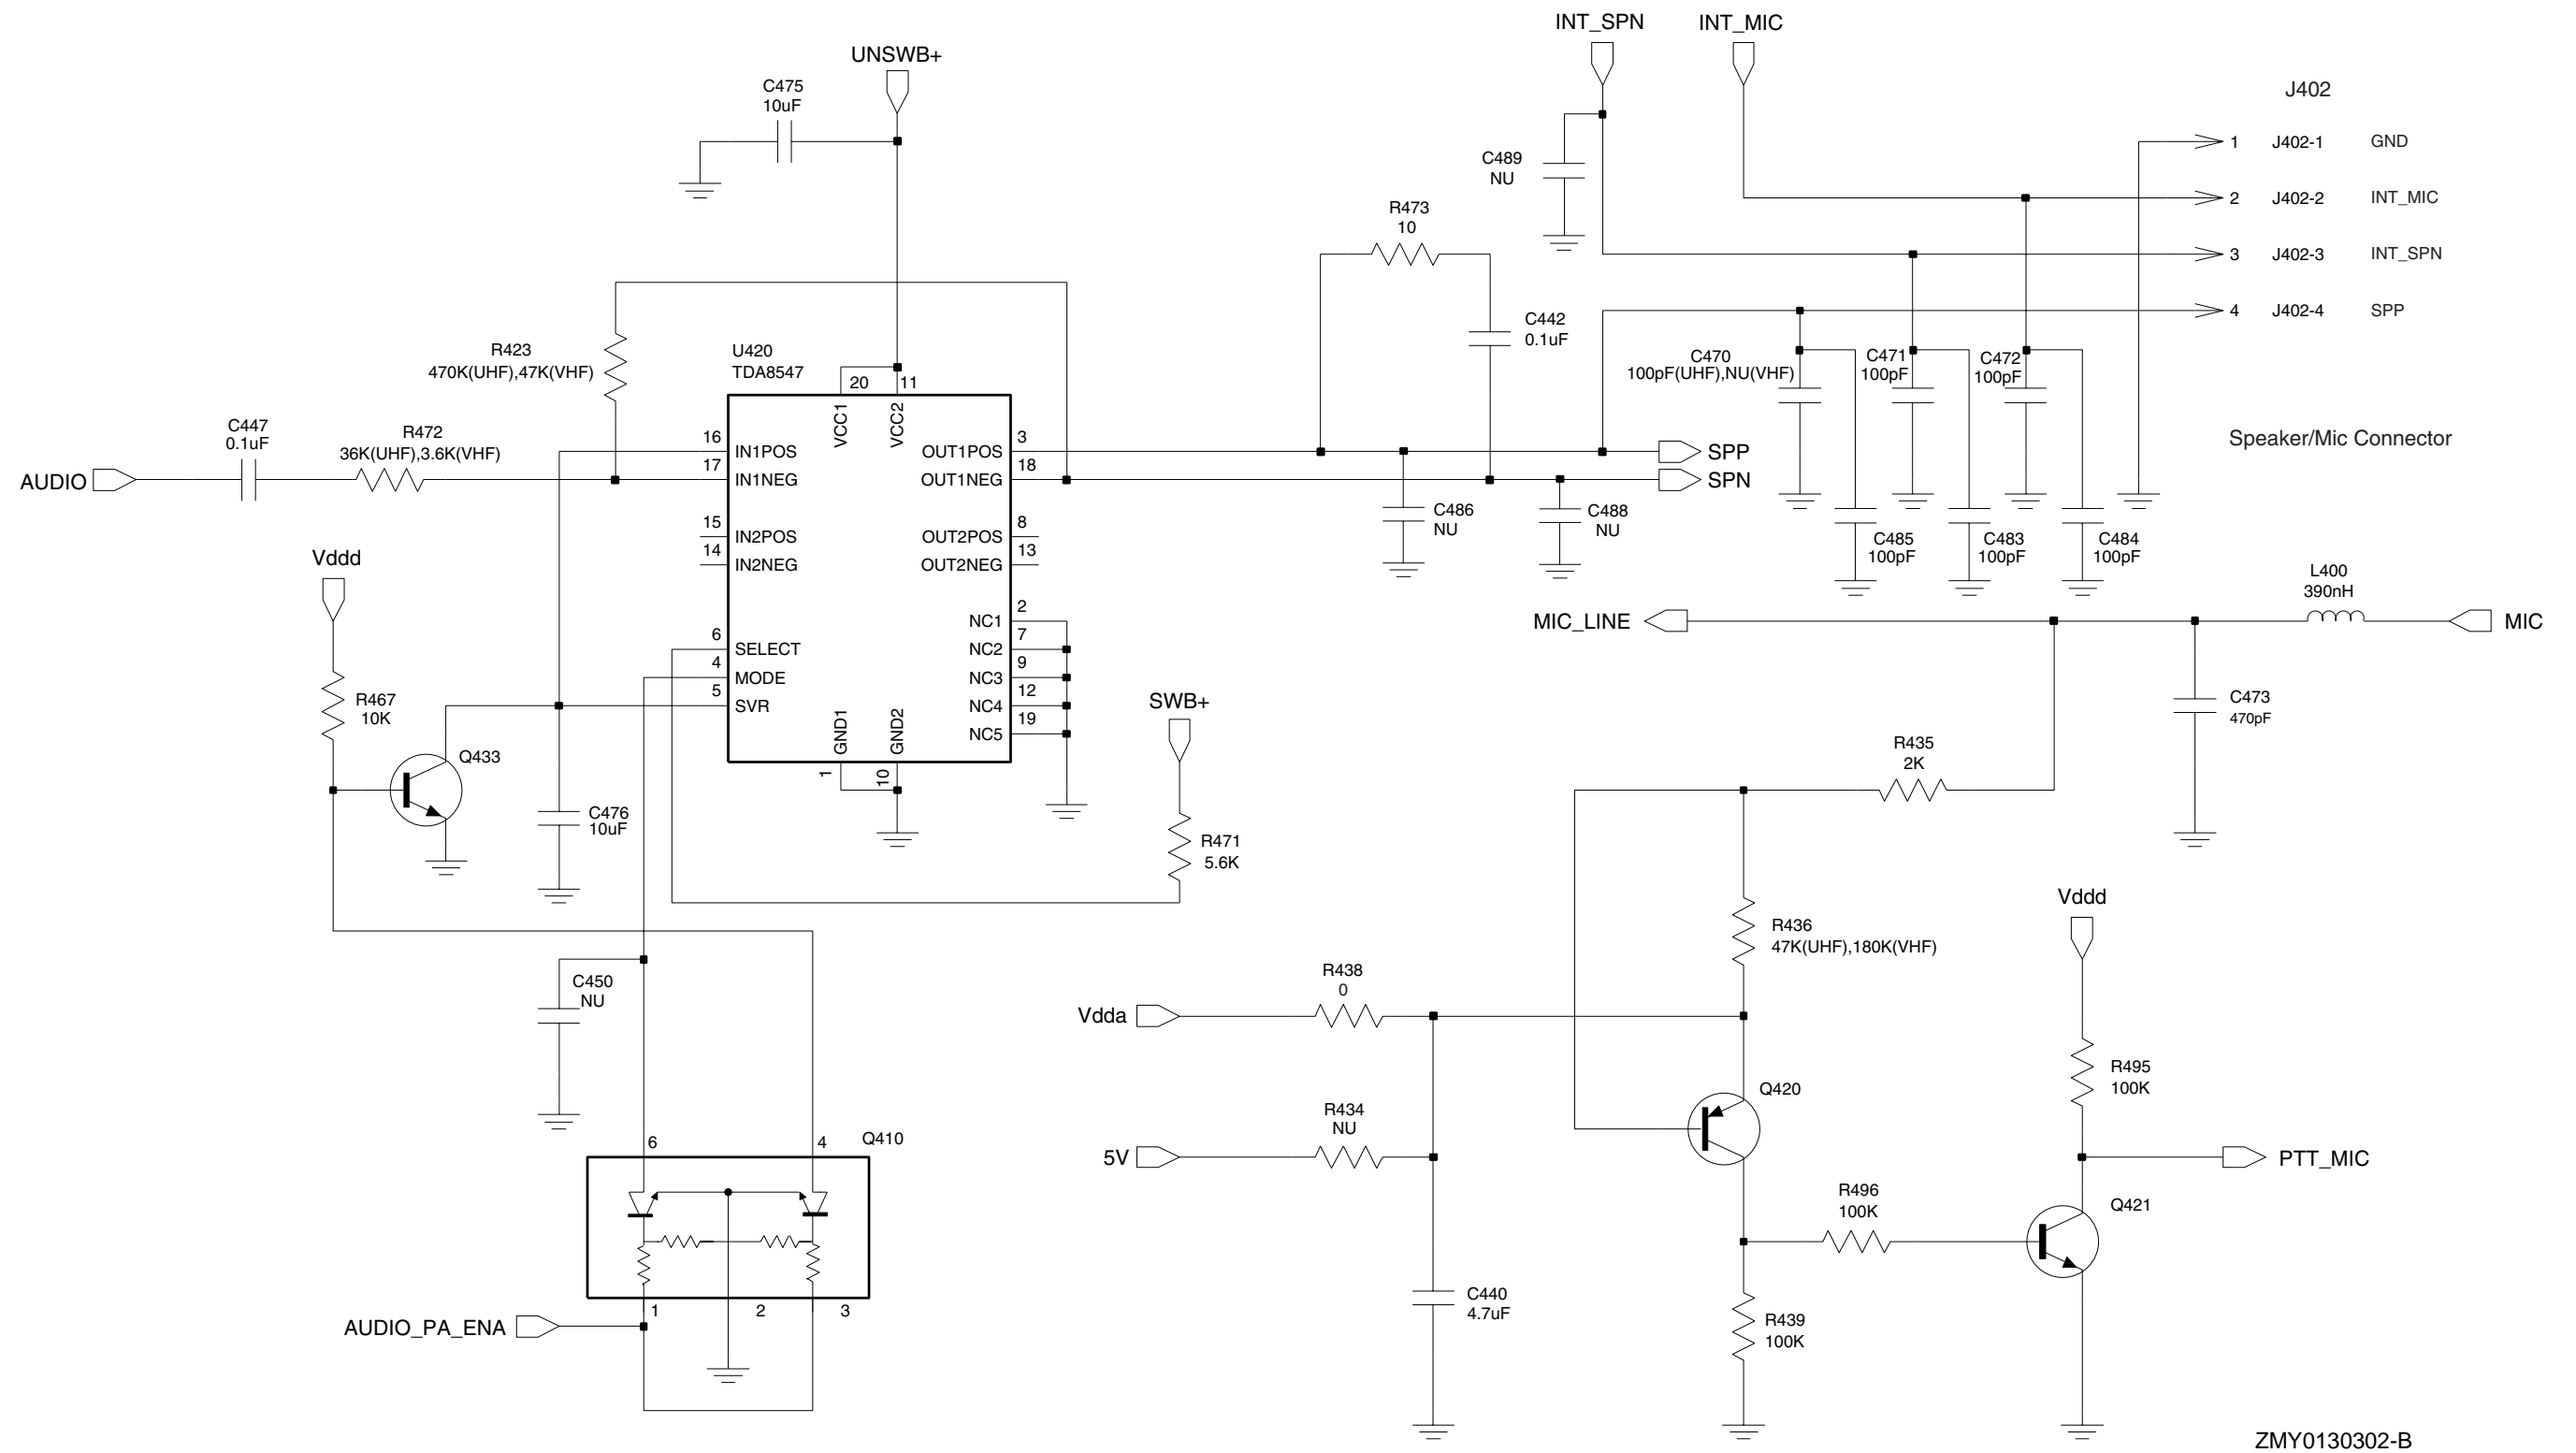 INT_SPN
INT_MIC
UNSWB+
C475
10uF
J402
1 J402-1 GND
2 J402-2 INT_MIC
3 J402-3 INT_SPN
4 J402-4 SPP
C489
NU
R473
10
C442
0.1uF
R423
470K(UHF),47K(VHF)
U420
TDA8547
20
11
VCC1
VCC2
C470
100pF(UHF),NU(VHF)
C471
100pF
C472
100pF
Speaker/Mic Connector
C447
0.1uF
R472
36K(UHF),3.6K(VHF)
AUDIO
16 IN1POS
17 IN1NEG
15 IN2POS
14 IN2NEG
6 SELECT
4 MODE
5 SVR
OUT1POS 3
OUT1NEG 18
OUT2POS 8
OUT2NEG 13
NC1 2
NC2 7
NC3 9
NC4 12
NC5 19
GND1
GND2
1
10
SPP
SPN
C486
NU
C488
NU
C485
100pF
C483
100pF
C484
100pF
L400
390nH
MIC_LINE
MIC
Vddd
R467
10K
Q433
C476
10uF
SWB+
R471
5.6K
R435
2K
C473
470pF
R436
47K(UHF),180K(VHF)
Vddd
C450
NU
R438
0
Vdda
R434
NU
5V
Q420
R495
100K
PTT_MIC
Q421
R496
100K
6
4
Q410
1
2
3
AUDIO_PA_ENA
C440
4.7uF
R439
100K
ZMY0130302-B